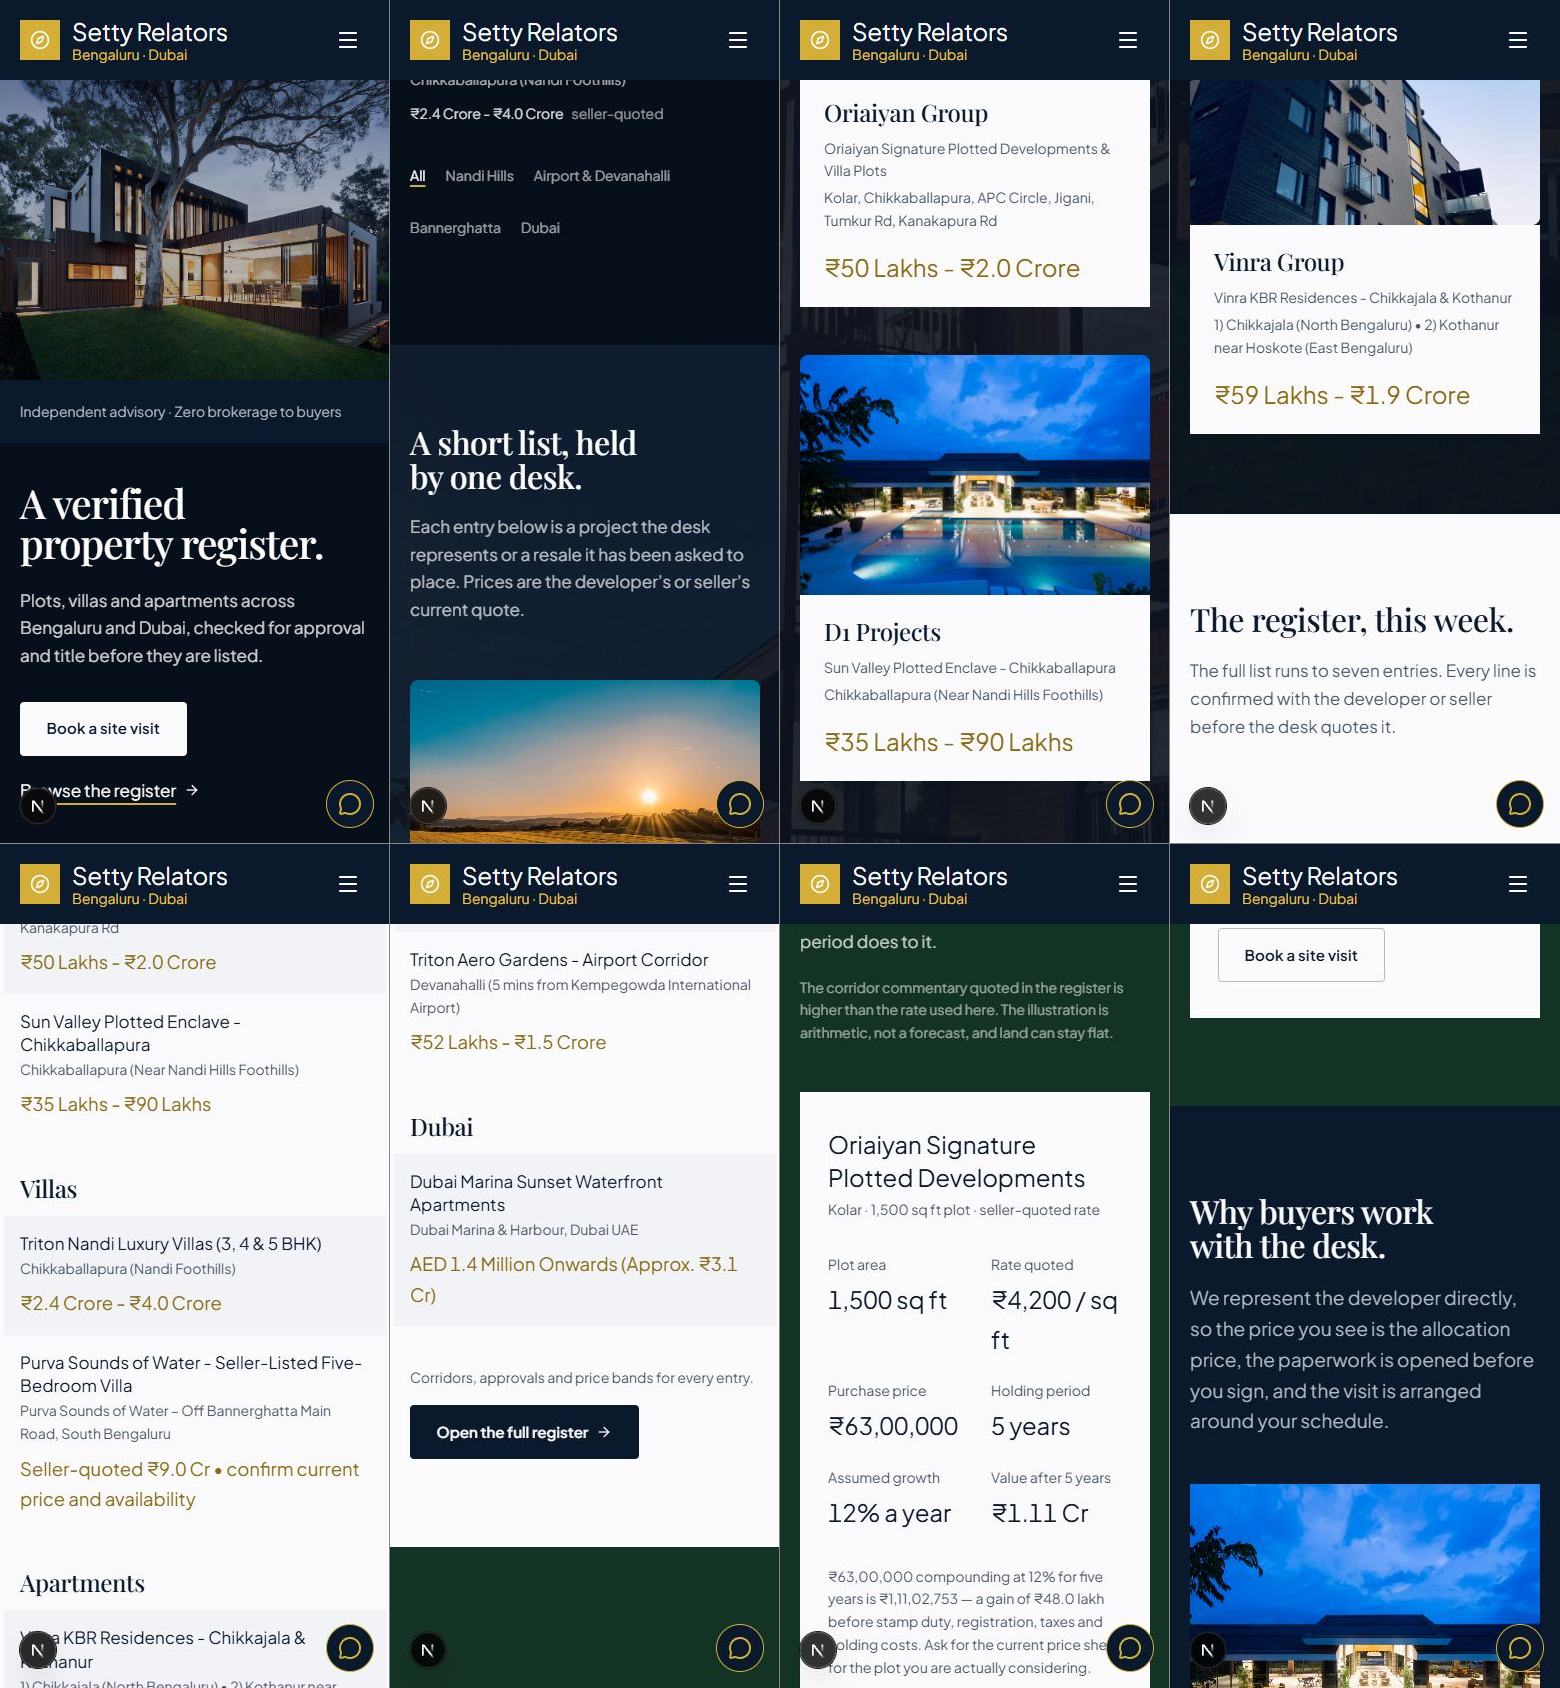 Setty Relators
Bengaluru · Dubai
Independent advisory · Zero brokerage to buyers
A verified
property register.
Plots, villas and apartments across
Bengaluru and Dubai, checked for approval
and title before they are listed.
Book a site visit
the register →
N
Setty Relators
Bengaluru · Dubai
Chikkaballapura (Nandi Foothills)
₹2.4 Crore - ₹4.0 Crore seller-quoted
All Nandi Hills Airport & Devanahalli
Bannerghatta Dubai
A short list, held
by one desk.
Each entry below is a project the desk
represents or a resale it has been asked to
place. Prices are the developer’s or seller’s
current quote.
N
Setty Relators
Bengaluru · Dubai
Oriaiyan Group
Oriaiyan Signature Plotted Developments &
Villa Plots
Kolar, Chikkaballapura, APC Circle, Jigani,
Tumkur Rd, Kanakapura Rd
₹50 Lakhs - ₹2.0 Crore
D1 Projects
Sun Valley Plotted Enclave - Chikkaballapura
Chikkaballapura (Near Nandi Hills Foothills)
₹35 Lakhs - ₹90 Lakhs
N
Setty Relators
Bengaluru · Dubai
Vinra Group
Vinra KBR Residences - Chikkajala & Kothanur
1) Chikkajala (North Bengaluru) • 2) Kothanur
near Hoskote (East Bengaluru)
₹59 Lakhs - ₹1.9 Crore
The register, this week.
The full list runs to seven entries. Every line is
confirmed with the developer or seller
before the desk quotes it.
N
Setty Relators
Bengaluru · Dubai
Kanakapura Rd
₹50 Lakhs - ₹2.0 Crore
Sun Valley Plotted Enclave -
Chikkaballapura
Chikkaballapura (Near Nandi Hills Foothills)
₹35 Lakhs - ₹90 Lakhs
Villas
Triton Nandi Luxury Villas (3, 4 & 5 BHK)
Chikkaballapura (Nandi Foothills)
₹2.4 Crore - ₹4.0 Crore
Purva Sounds of Water - Seller-Listed Five-
Bedroom Villa
Purva Sounds of Water – Off Bannerghatta Main
Road, South Bengaluru
Seller-quoted ₹9.0 Cr • confirm current
price and availability
Apartments
KBR Residences - Chikkajala &
N
1) Chikkajala (North Bengaluru) • 2) Kothanur near
Setty Relators
Bengaluru · Dubai
Triton Aero Gardens - Airport Corridor
Devanahalli (5 mins from Kempegowda International
Airport)
₹52 Lakhs - ₹1.5 Crore
Dubai
Dubai Marina Sunset Waterfront
Apartments
Dubai Marina & Harbour, Dubai UAE
AED 1.4 Million Onwards (Approx. ₹3.1
Cr)
Corridors, approvals and price bands for every entry.
Open the full register →
N
Setty Relators
Bengaluru · Dubai
period does to it.
The corridor commentary quoted in the register is
higher than the rate used here. The illustration is
arithmetic, not a forecast, and land can stay flat.
Oriaiyan Signature
Plotted Developments
Kolar · 1,500 sq ft plot · seller-quoted rate
Plot area
1,500 sq ft
Rate quoted
₹4,200 / sq
ft
Purchase price
₹63,00,000
Holding period
5 years
Assumed growth
12% a year
Value after 5 years
₹1.11 Cr
₹63,00,000 compounding at 12% for five
years is ₹1,11,02,753 — a gain of ₹48.0 lakh
before stamp duty, registration, taxes and
costs. Ask for the current price
for the plot you are actually considering.
N
Setty Relators
Bengaluru · Dubai
Book a site visit
Why buyers work
with the desk.
We represent the developer directly,
so the price you see is the allocation
price, the paperwork is opened before
you sign, and the visit is arranged
around your schedule.
N